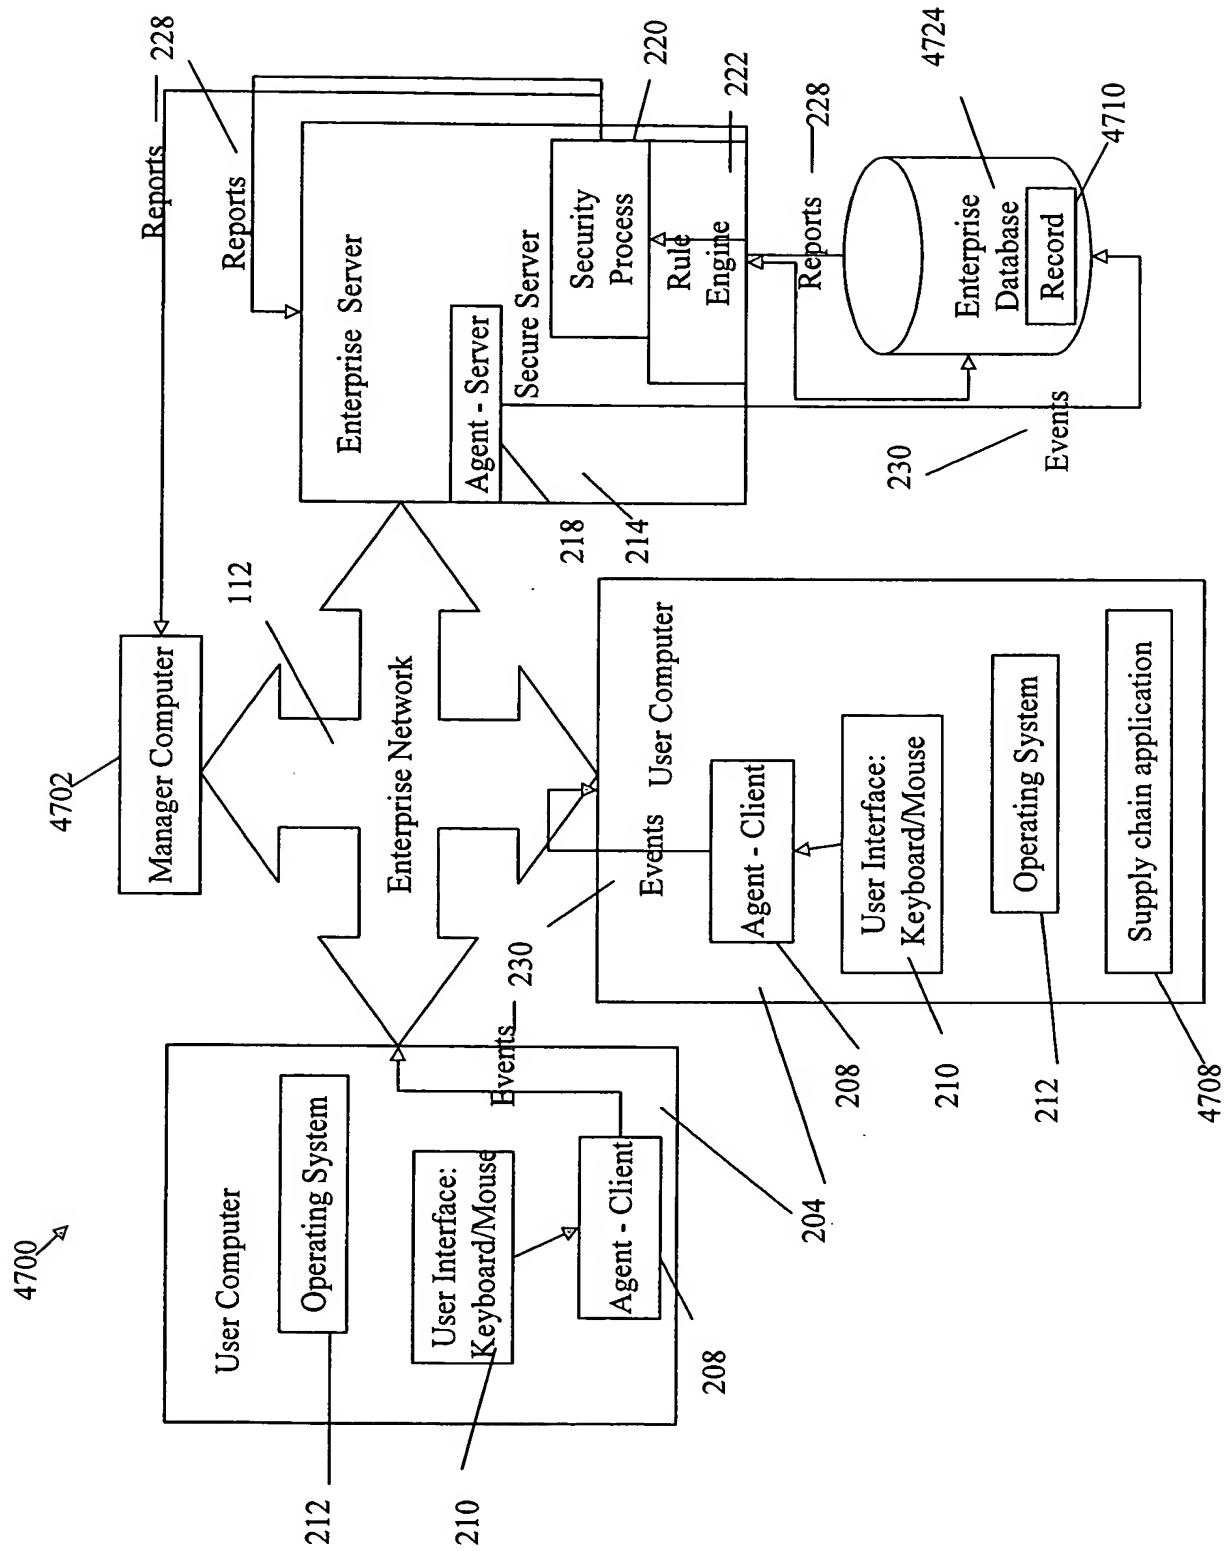 4700
User Computer
Operating System
212
User Interface:
Keyboard/Mouse
210
Agent - Client
208
Events
230
204
4702
Manager Computer
112
Enterprise Network
Reports
228
Reports
Enterprise Server
Agent - Server
218
214
Secure Server
Security
Process
220
Rule
Engine
222
Reports
228
Enterprise
Database
4724
Record
4710
Events
230
User Computer
Events
Agent - Client
208
User Interface:
Keyboard/Mouse
210
Operating System
212
Supply chain application
4708